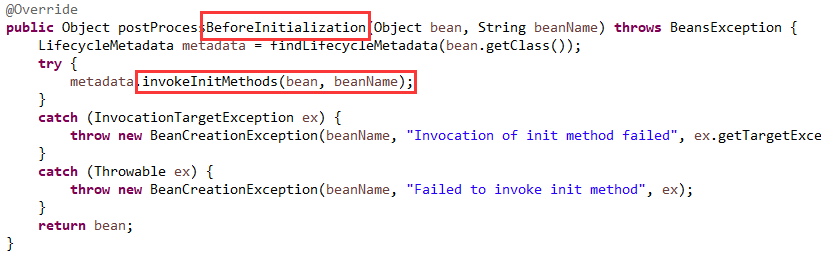 @Override
public Object postProcessBeforeInitialization(Object bean, String beanName) throws BeansException {
    LifecycleMetadata metadata = findLifecycleMetadata(bean.getClass());
    try {
        metadata.invokeInitMethods(bean, beanName);
    }
    catch (InvocationTargetException ex) {
        throw new BeanCreationException(beanName, "Invocation of init method failed", ex.getTargetExce
    }
    catch (Throwable ex) {
        throw new BeanCreationException(beanName, "Failed to invoke init method", ex);
    }
    return bean;
}